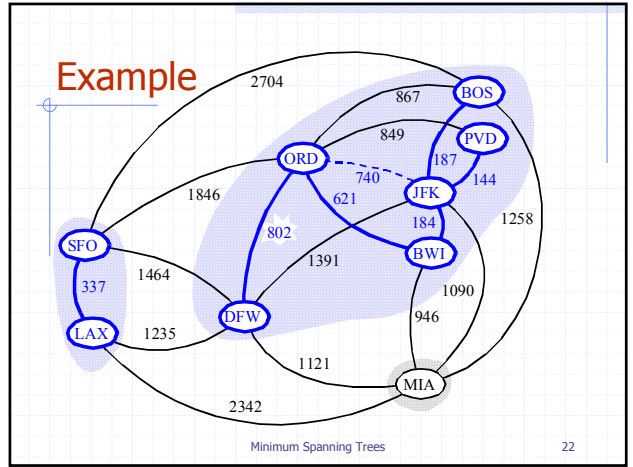 Example
2704
867
BOS
849
PVD
ORD
187
740
144
JFK
1846
621
184
1258
SFO
802
1391
BWI
1464
1090
337
946
DFW
LAX
1235
1121
MIA
2342
Minimum Spanning Trees 22